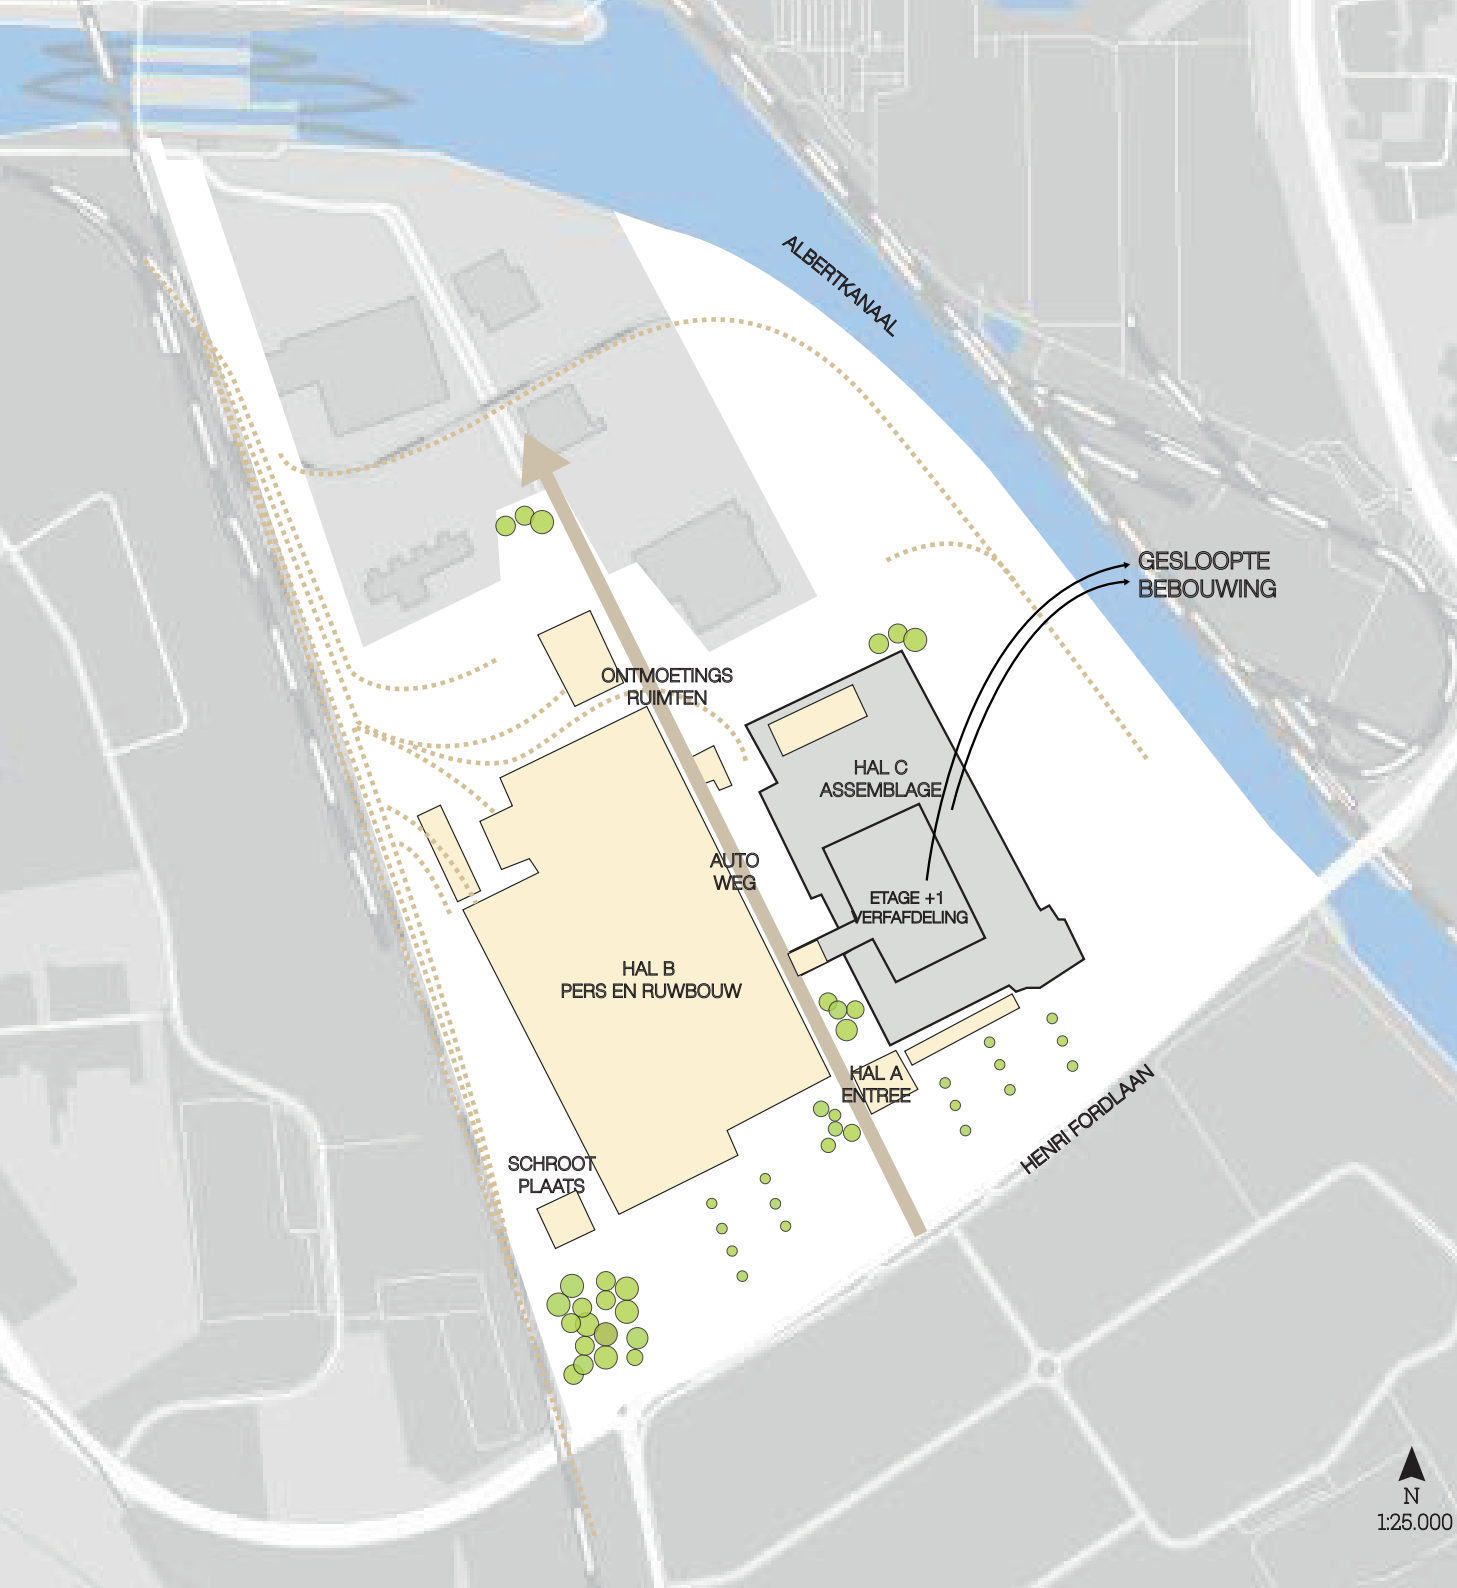 ALBERTKANAAL
GESLOOPTE
BEBOUWING
ONTMOETINGS
RUIMTEN
HAL C
ASSEMBLAGE
AUTO
WEG
ETAGE +1
VERFAFDELING
HAL B
PERS EN RUWBOUW
HAL A
ENTREE
HENRI FORDLAAN
SCHROOT
PLAATS
N
1:25.000